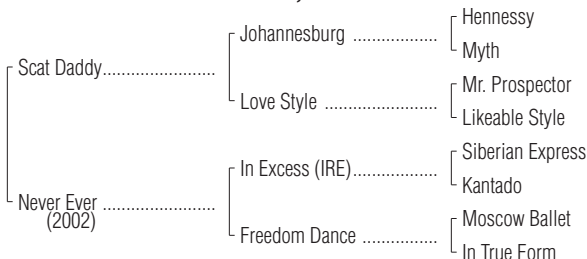 Hennessy
Johannesburg ..................
Myth
Scat Daddy........................
Mr. Prospector
Love Style ........................
Likeable Style
Siberian Express
In Excess (IRE)..................
Kantado
Never Ever ........................
(2002)
Moscow Ballet
Freedom Dance ................
In True Form